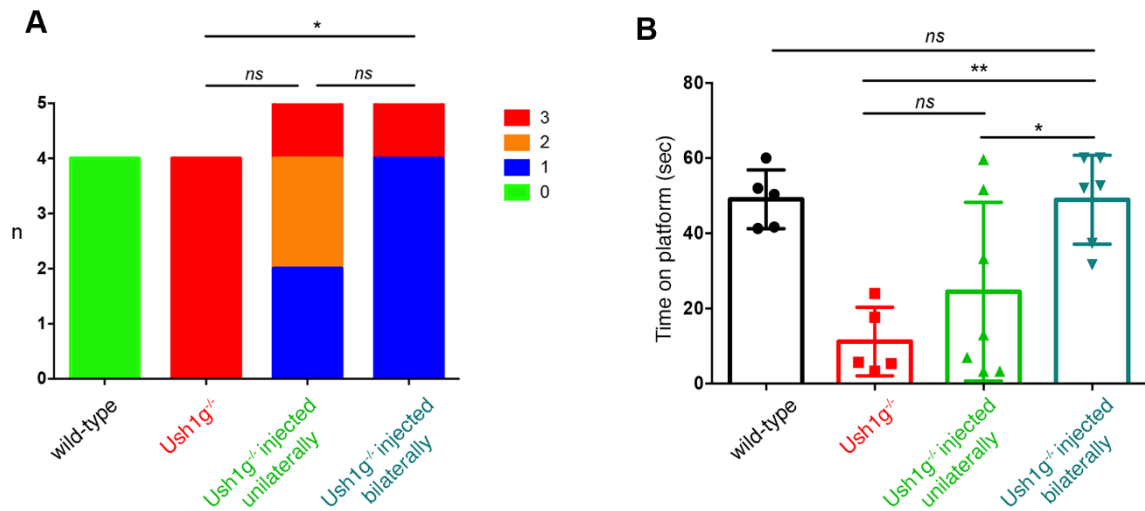 A
*
ns
ns
5
4
3
2
1
0
n
3
2
1
0
wild-type
Ush1g-/-
Ush1g-/- injected
unilaterally
Ush1g-/- injected
bilaterally
B
ns
**
ns
*
80
60
40
20
0
Time on platform (sec)
wild-type
Ush1g-/-
Ush1g-/- injected
unilaterally
Ush1g-/- injected
bilaterally